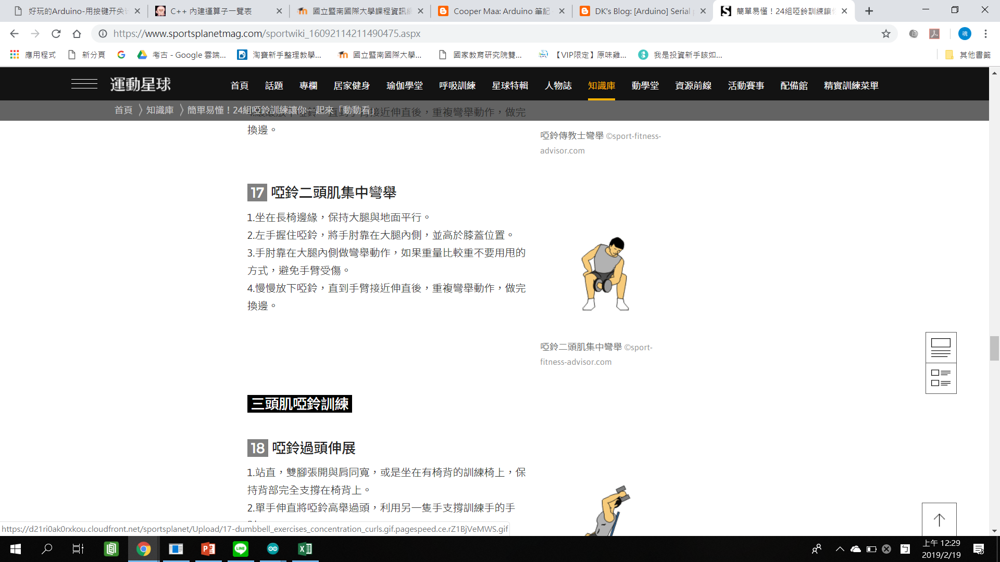 好玩的Arduino-用按键开关
C++ 內建運算子一覽表
國立暨南國際大學課程資訊
Cooper Maa: Arduino 筆記
DK's Blog: [Arduino] Serial
簡單易懂！24組啞鈴訓練讓
https://www.sportsplanetmag.com/sportwiki_16092114211490475.aspx
魂
應用程式
新分頁
考古 - Google 雲端...
淘寶新手整理教學...
國立暨南國際大學...
國家教育研究院雙...
【VIP限定】原味雞...
我是投資新手該如...
其他書籤
運動星球
首頁
話題
專欄
居家健身
瑜伽學堂
呼吸訓練
星球特輯
人物誌
知識庫
動學堂
資源前線
活動賽事
配備館
精實訓練菜單
首頁 〉知識庫 〉簡單易懂！24組啞鈴訓練讓你一起來「動動看」
直到手臂接近伸直後，重複彎舉動作，做完
換邊。
啞鈴傳教士彎舉 ©sport-fitness-
advisor.com
17 啞鈴二頭肌集中彎舉
1.坐在長椅邊緣，保持大腿與地面平行。
2.左手握住啞鈴，將手肘靠在大腿內側，並高於膝蓋位置。
3.手肘靠在大腿內側做彎舉動作，如果重量比較重不要用甩的
方式，避免手臂受傷。
4.慢慢放下啞鈴，直到手臂接近伸直後，重複彎舉動作，做完
換邊。
啞鈴二頭肌集中彎舉 ©sport-
fitness-advisor.com
三頭肌啞鈴訓練
18 啞鈴過頭伸展
1.站直，雙腳張開與肩同寬，或是坐在有椅背的訓練椅上，保
持背部完全支撐在椅背上。
2.單手伸直將啞鈴高舉過頭，利用另一隻手支撐訓練手的手
https://d21ri0ak0rxkou.cloudfront.net/sportsplanet/Upload/17-dumbbell_exercises_concentration_curls.gif.pagespeed.ce.rZ1BjVeMWS.gif
LINE
上午 12:29
2019/2/19